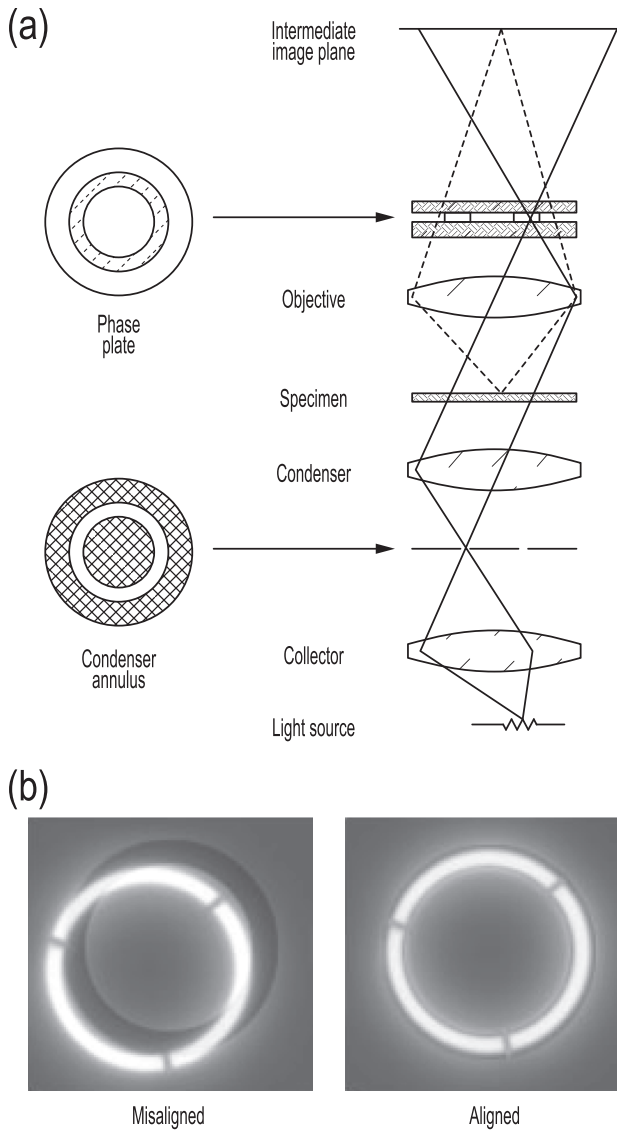 (a)
Intermediate
image plane
Phase
plate
Objective
Specimen
Condenser
Condenser
annulus
Collector
Light source
(b)
Misaligned
Aligned